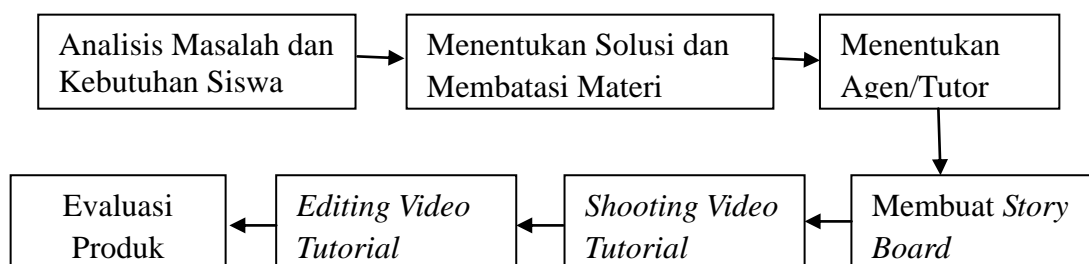 Analisis Masalah dan
Kebutuhan Siswa
Menentukan Solusi dan
Membatasi Materi
Menentukan
Agen/Tutor
Membuat Story
Board
Shooting Video
Tutorial
Editing Video
Tutorial
Evaluasi
Produk